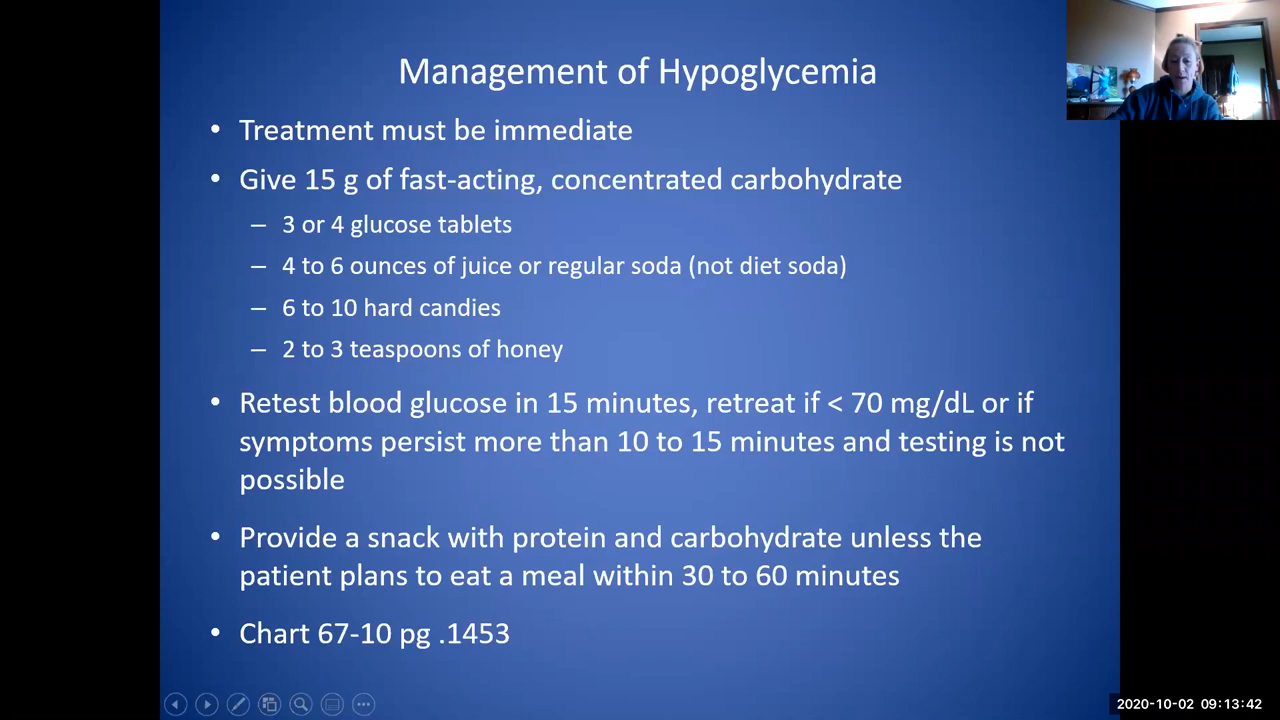 Management of Hypoglycemia
• Treatment must be immediate
• Give 15 g of fast-acting, concentrated carbohydrate
– 3 or 4 glucose tablets
– 4 to 6 ounces of juice or regular soda (not diet soda)
– 6 to 10 hard candies
– 2 to 3 teaspoons of honey
• Retest blood glucose in 15 minutes, retreat if < 70 mg/dL or if
symptoms persist more than 10 to 15 minutes and testing is not
possible
• Provide a snack with protein and carbohydrate unless the
patient plans to eat a meal within 30 to 60 minutes
• Chart 67-10 pg .1453
2020-10-02 09:13:42